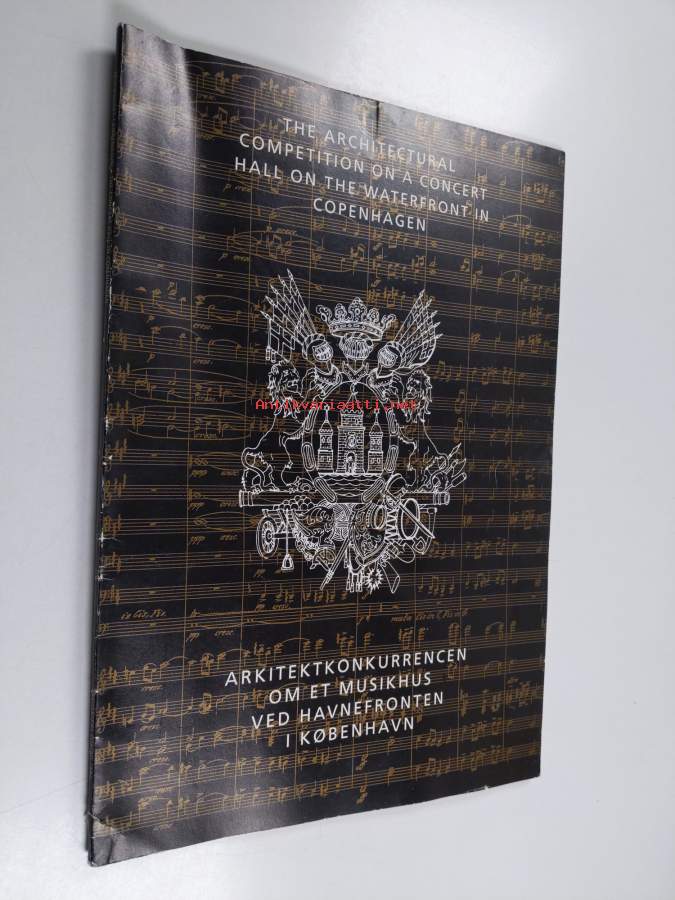 THE ARCHITECTURAL
COMPETITION ON A CONCERT
HALL ON THE WATERFRONT IN
COPENHAGEN
Antikvariaatti.net
ARKITEKTKONKURRENCEN
OM ET MUSIKHUS
VED HAVNEFRONTEN
I KØBENHAVN